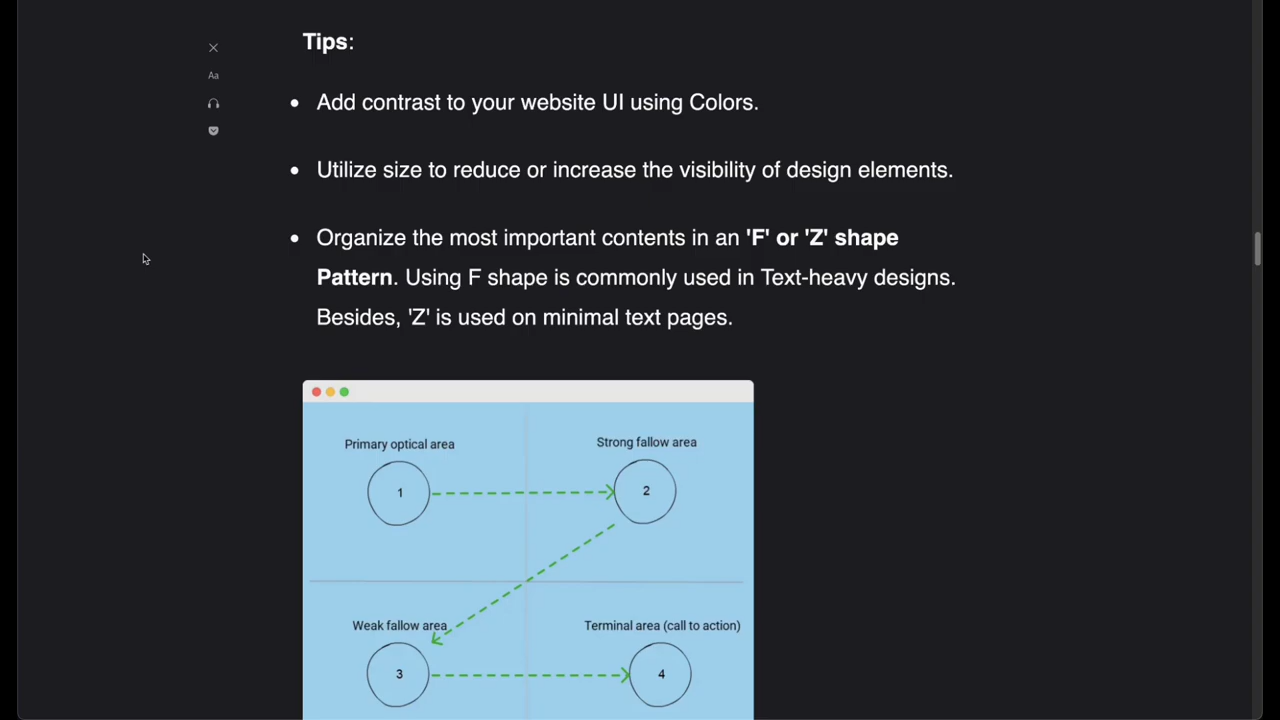 Tips:
Aa
• Add contrast to your website UI using Colors.
• Utilize size to reduce or increase the visibility of design elements.
• Organize the most important contents in an 'F' or 'Z' shape
Pattern. Using F shape is commonly used in Text-heavy designs.
Besides, 'Z' is used on minimal text pages.
Primary optical area
Strong fallow area
1
2
Weak fallow area
Terminal area (call to action)
3
4